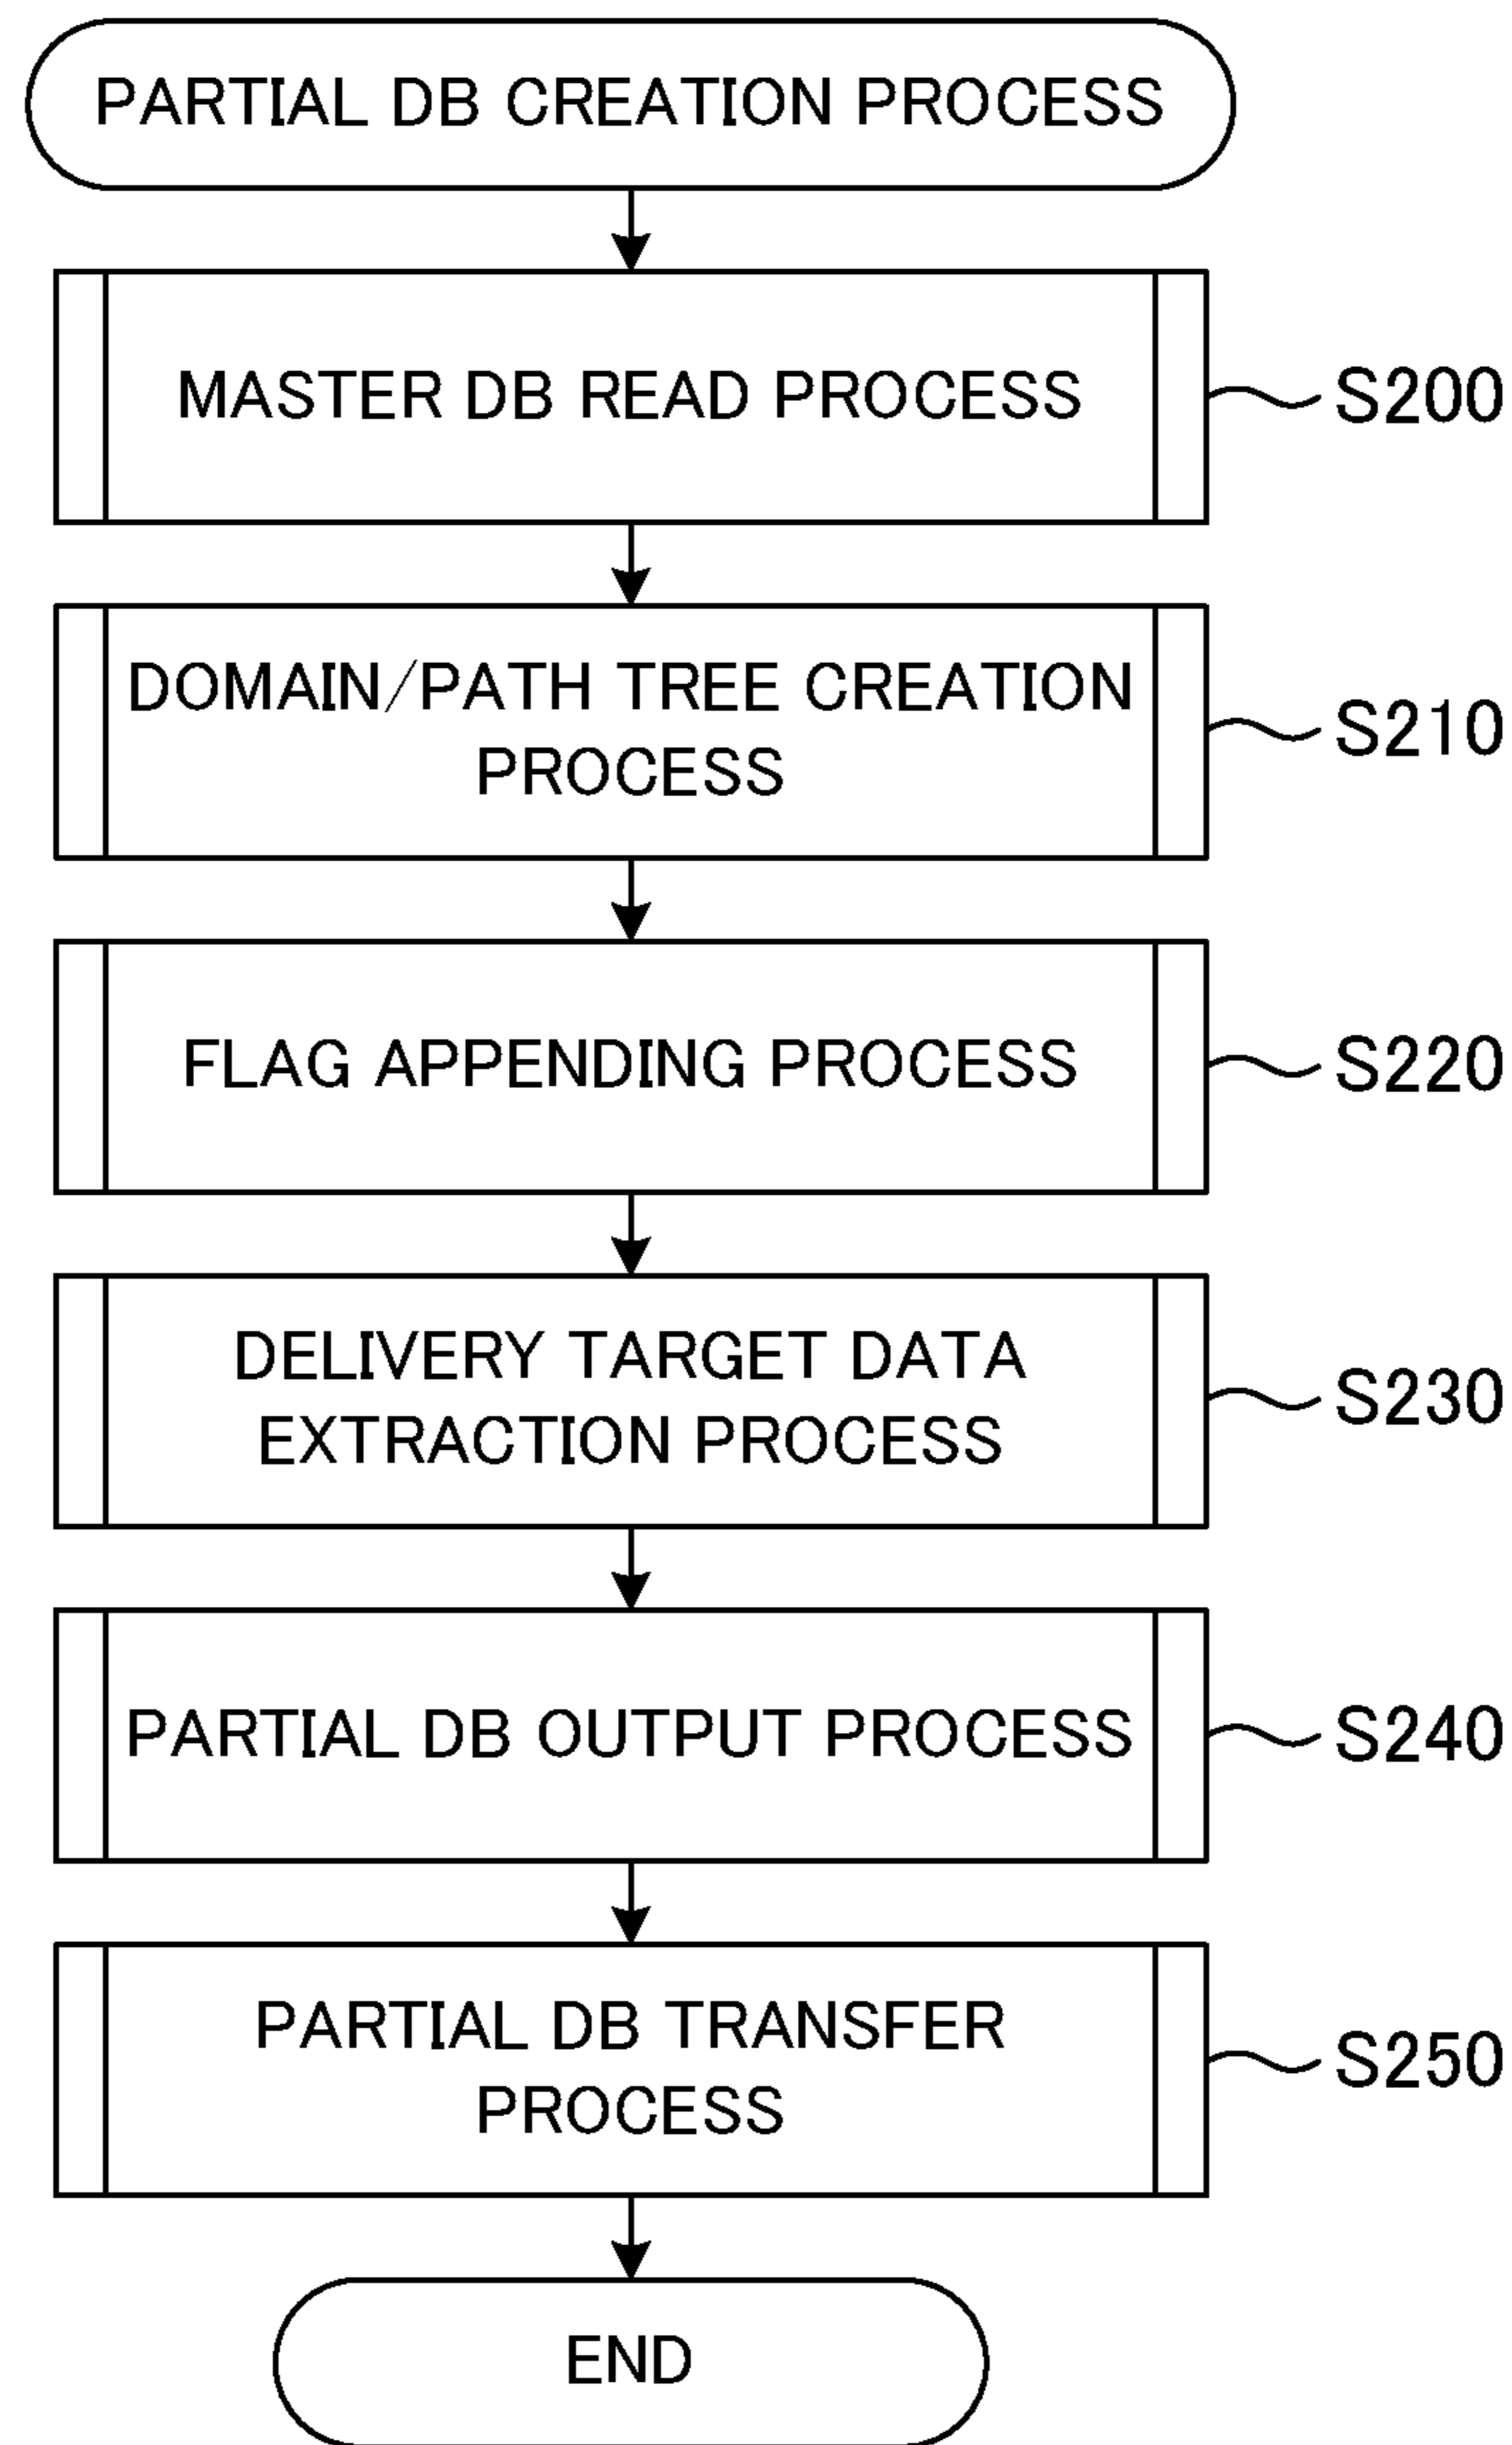 PARTIAL DB CREATION PROCESS
MASTER DB READ PROCESS
S200
DOMAIN/PATH TREE CREATION
PROCESS
S210
FLAG APPENDING PROCESS
S220
DELIVERY TARGET DATA
EXTRACTION PROCESS
S230
PARTIAL DB OUTPUT PROCESS
S240
PARTIAL DB TRANSFER
PROCESS
S250
END